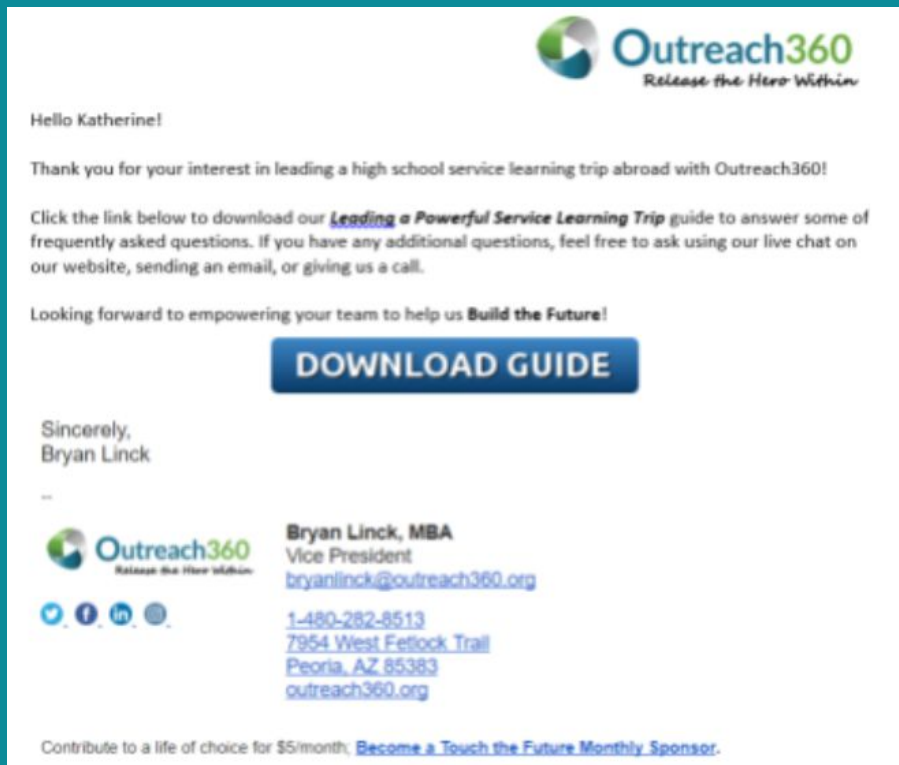 Outreach360
Release the Hero Within
Hello Katherine!
Thank you for your interest in leading a high school service learning trip abroad with Outreach360!
Click the link below to download our Leading a Powerful Service Learning Trip guide to answer some of
frequently asked questions. If you have any additional questions, feel free to ask using our live chat on
our website, sending an email, or giving us a call.
Looking forward to empowering your team to help us Build the Future!
DOWNLOAD GUIDE
Sincerely,
Bryan Linck
--
Outreach360
Release the Hero Within
Bryan Linck, MBA
Vice President
bryanlinck@outreach360.org
1-480-282-8513
7954 West Fetlock Trail
Peoria, AZ 85383
outreach360.org
Contribute to a life of choice for $5/month; Become a Touch the Future Monthly Sponsor.